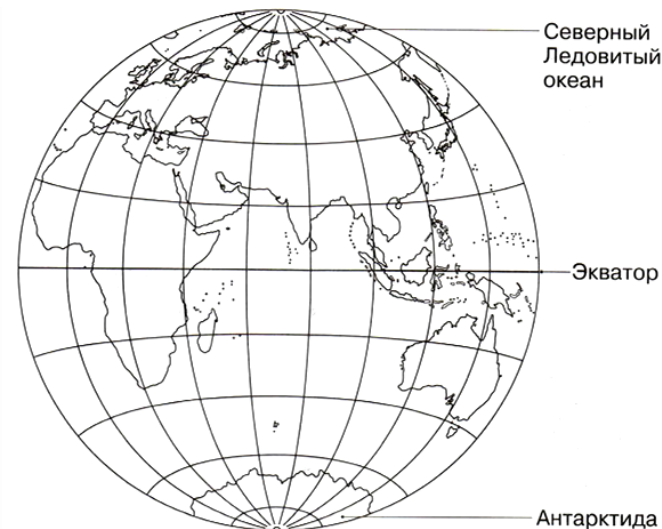 Северный
Ледовитый
океан
Экватор
Антарктида